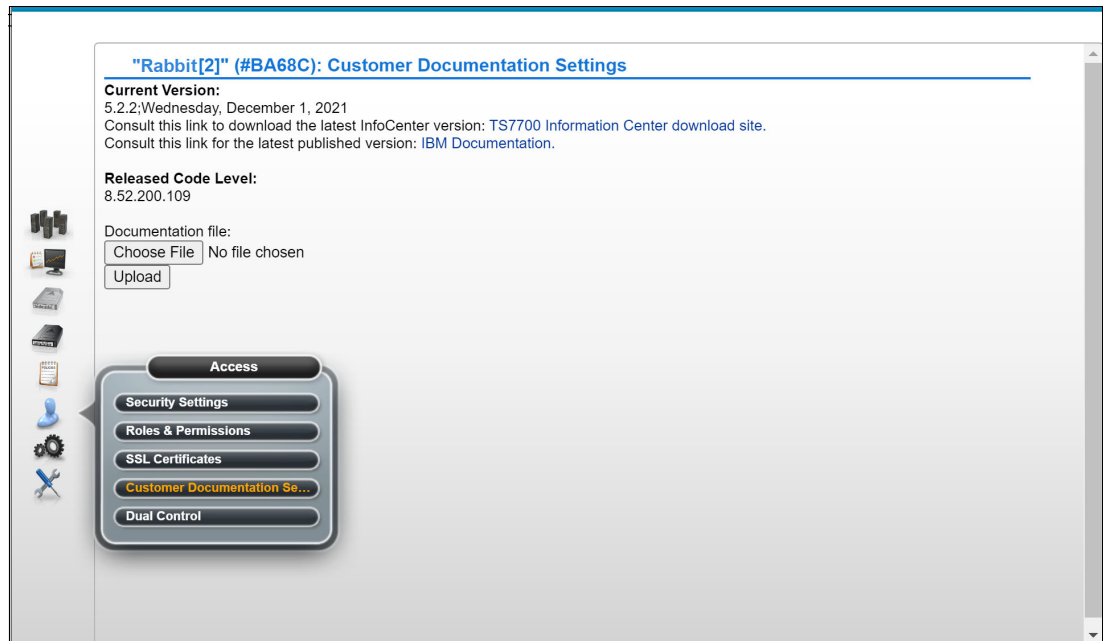 "Rabbit[2]" (#BA68C): Customer Documentation Settings
Current Version:
5.2.2;Wednesday, December 1, 2021
Consult this link to download the latest InfoCenter version: TS7700 Information Center download site.
Consult this link for the latest published version: IBM Documentation.
Released Code Level:
8.52.200.109
Documentation file:
Choose File No file chosen
Upload
Access
Security Settings
Roles & Permissions
SSL Certificates
Customer Documentation Se...
Dual Control